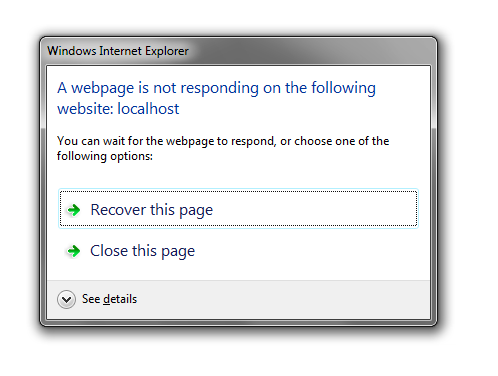 Windows Internet Explorer
A webpage is not responding on the following
website: localhost
You can wait for the webpage to respond, or choose one of the
following options:
Recover this page
Close this page
See details